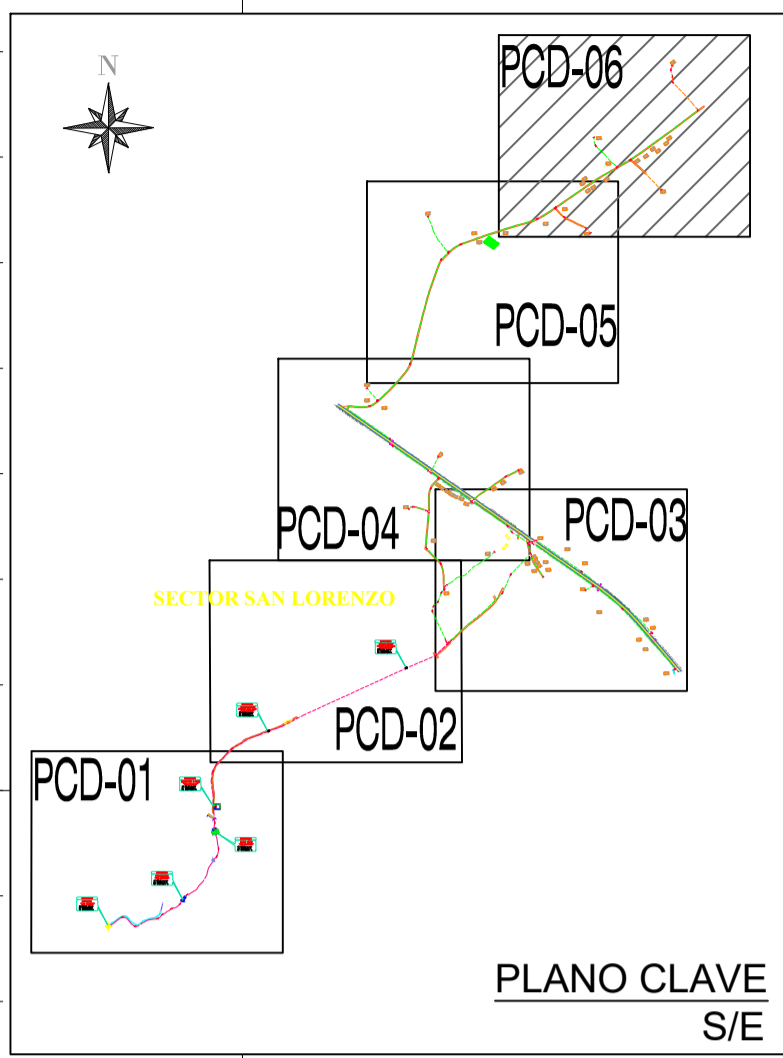 N
PCD-06
PCD-05
PCD-04
PCD-03
SECTOR SAN LORENZO
PCD-02
PCD-01
PLANO CLAVE
S/E